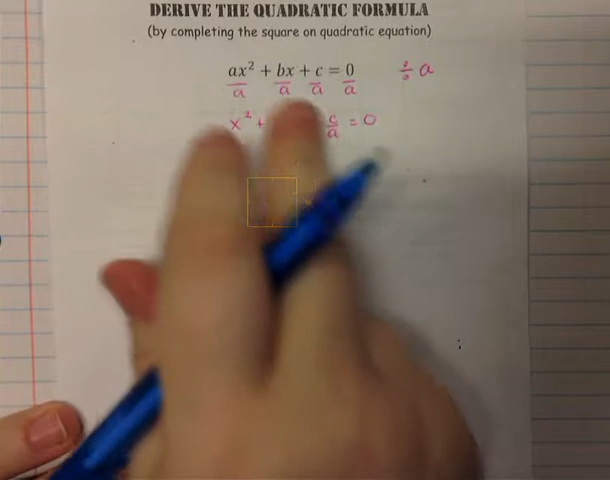 DERIVE THE QUADRATIC FORMULA
(by completing the square on quadratic equation)
ax² + bx + c = 0 ÷ a
a a a a
x² + c/a = 0